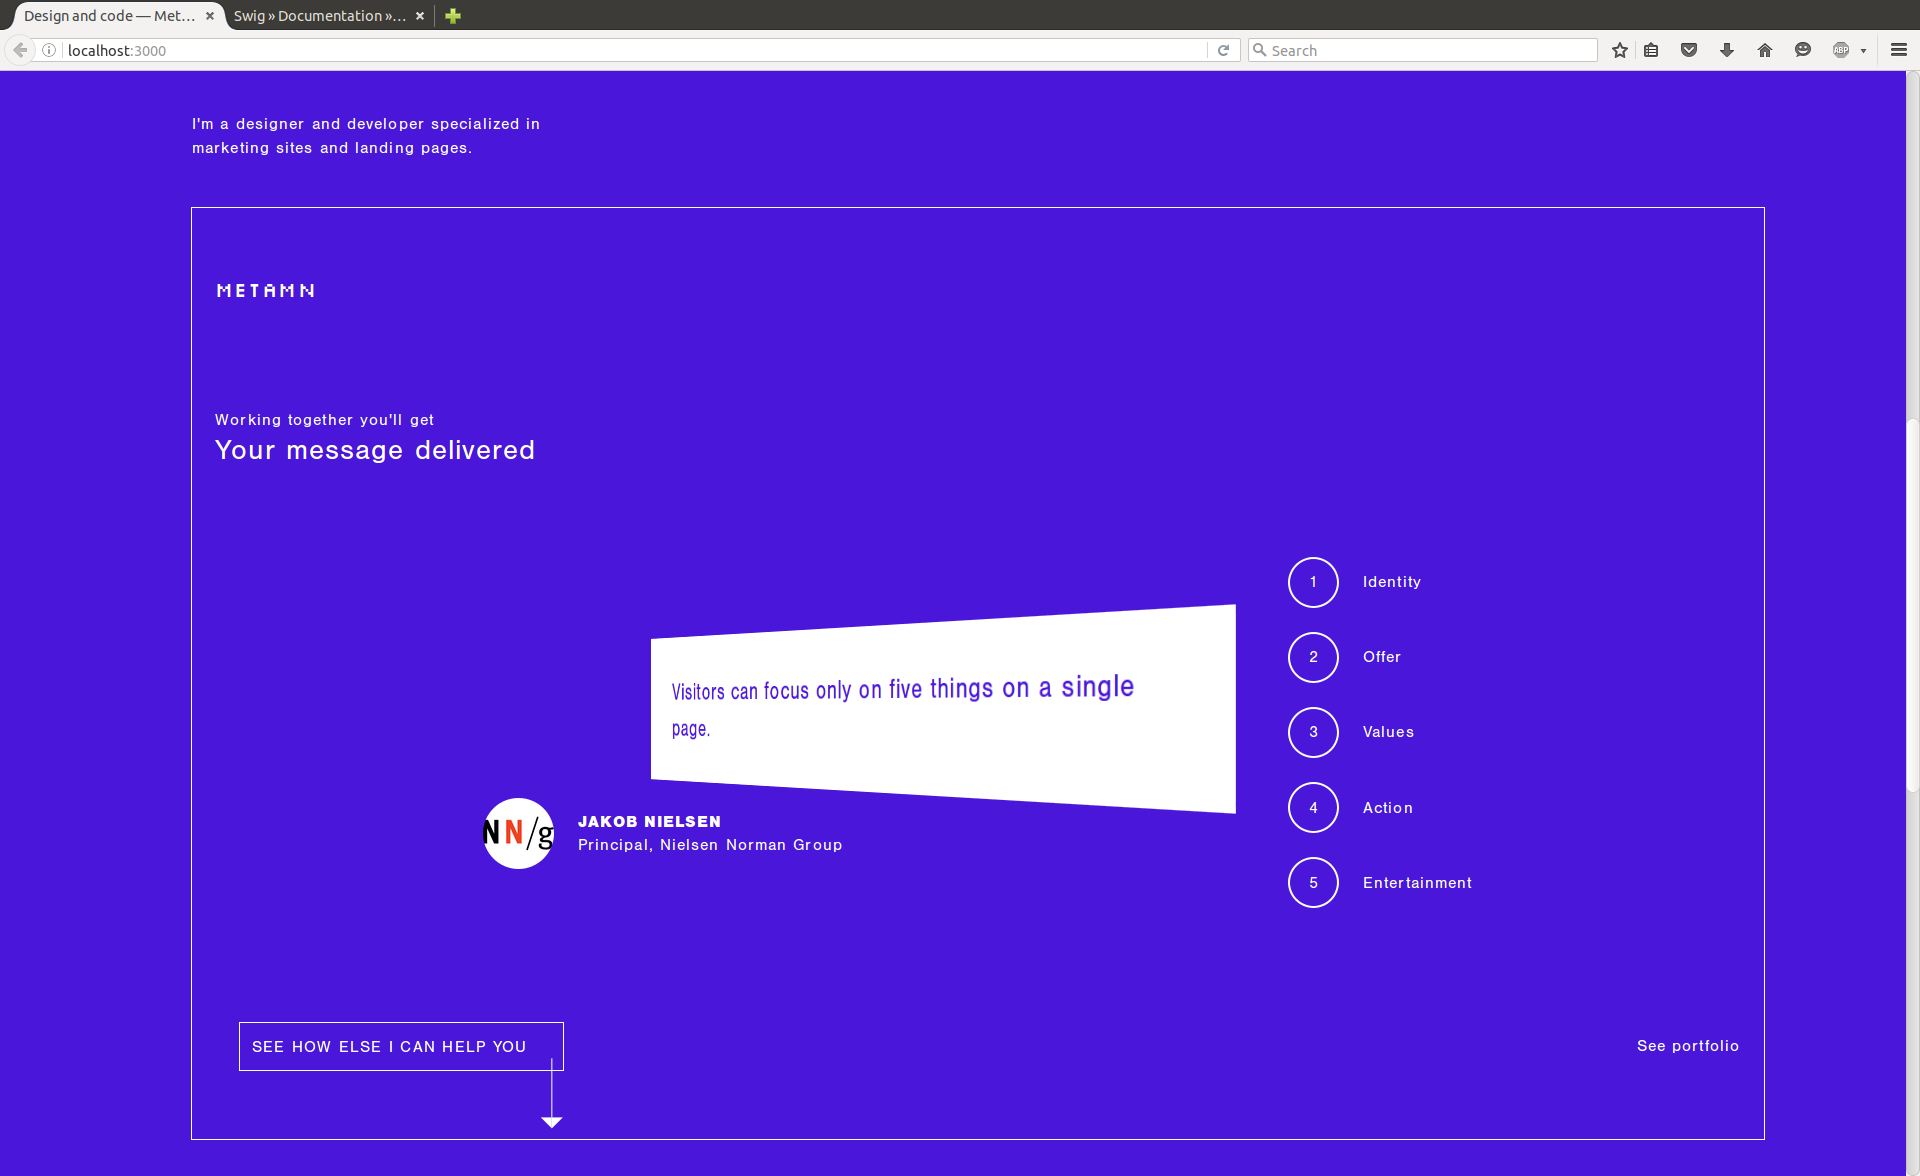 Design and code — Met...
Swig » Documentation »...
localhost:3000
Search
ABP
I'm a designer and developer specialized in
marketing sites and landing pages.
METAMN
Working together you'll get
Your message delivered
1 Identity
2 Offer
Visitors can focus only on five things on a single
page.
3 Values
4 Action
NN/g
JAKOB NIELSEN
Principal, Nielsen Norman Group
5 Entertainment
SEE HOW ELSE I CAN HELP YOU
See portfolio